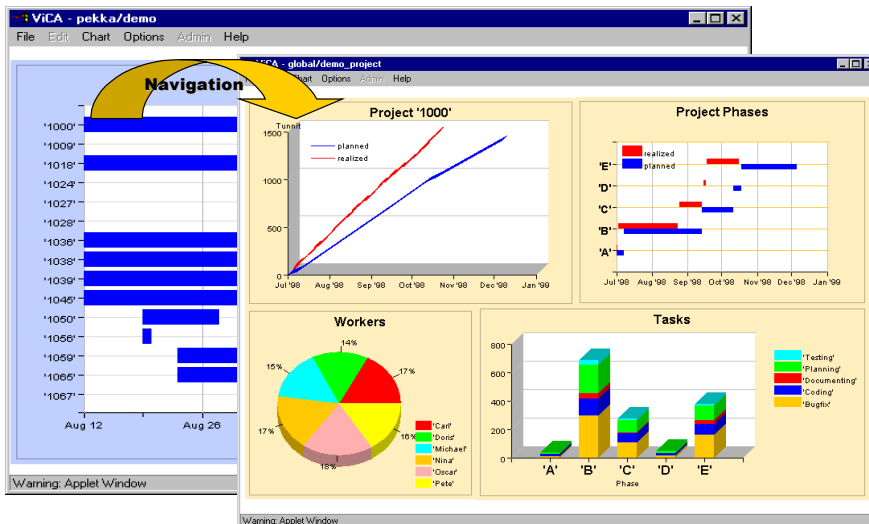 ViCA - pekka/demo
File Edit Chart Options Admin Help
Navigation
'1000'
'1009'
'1018'
'1024'
'1027'
'1028'
'1036'
'1038'
'1039'
'1045'
'1050'
'1056'
'1059'
'1065'
'1067'
Aug 12 Aug 26
Warning: Applet Window
ViCA - global/demo_project
Options Admin Help
Project '1000'
Tunnit
1500
1000
500
0
planned
realized
Jul '98 Aug '98 Sep '98 Oct '98 Nov '98 Dec '98 Jan '99
Project Phases
realized
planned
'E'
'D'
'C'
'B'
'A'
Jul '98 Aug '98 Sep '98 Oct '98 Nov '98 Dec '98 Jan '99
Workers
14%
17%
15%
17%
18%
16%
'Carl'
'Doris'
'Michael'
'Nina'
'Oscar'
'Pete'
Tasks
800
600
400
200
0
'A' 'B' 'C' 'D' 'E'
Phase
'Testing'
'Planning'
'Documenting'
'Coding'
'Bugfix'
Warning: Applet Window